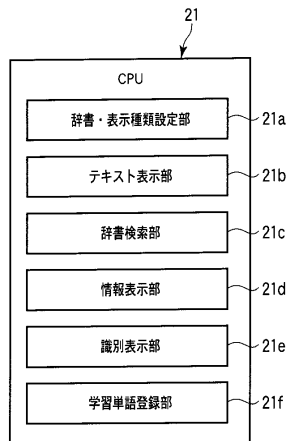 21
CPU
辞書・表示種類設定部 21a
テキスト表示部 21b
辞書検索部 21c
情報表示部 21d
識別表示部 21e
学習単語登録部 21f